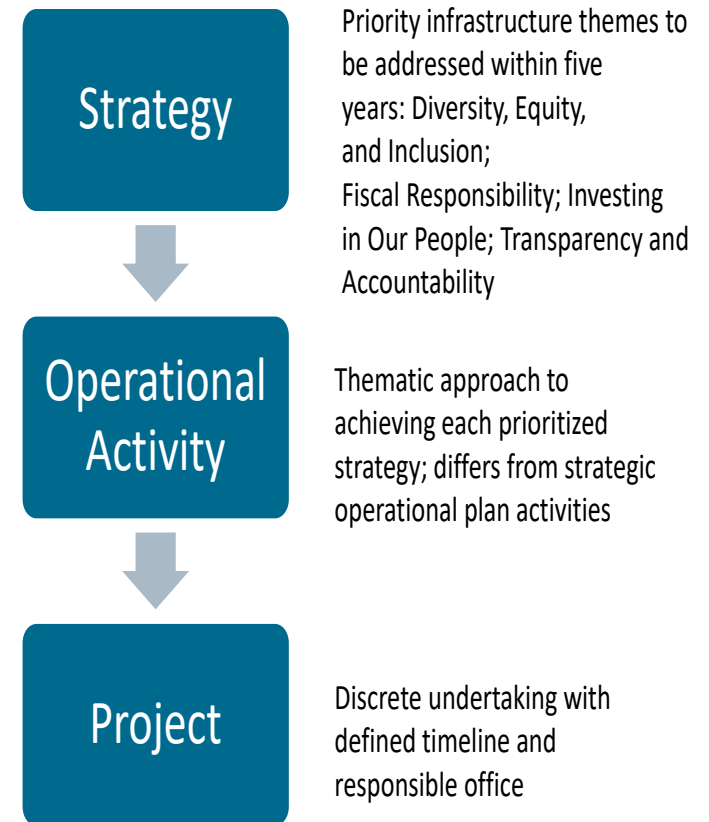 Strategy
Priority infrastructure themes to
be addressed within five
years: Diversity, Equity,
and Inclusion;
Fiscal Responsibility; Investing
in Our People; Transparency and
Accountability
Operational
Activity
Thematic approach to
achieving each prioritized
strategy; differs from strategic
operational plan activities
Project
Discrete undertaking with
defined timeline and
responsible office